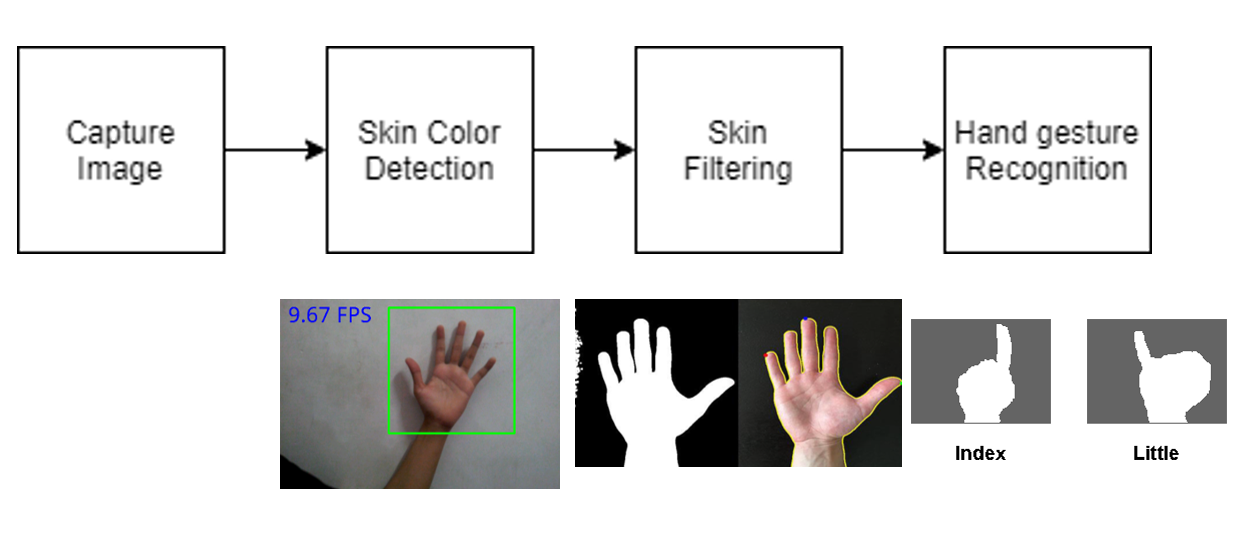 Capture
Image
Skin Color
Detection
Skin
Filtering
Hand gesture
Recognition
9.67 FPS
Index
Little